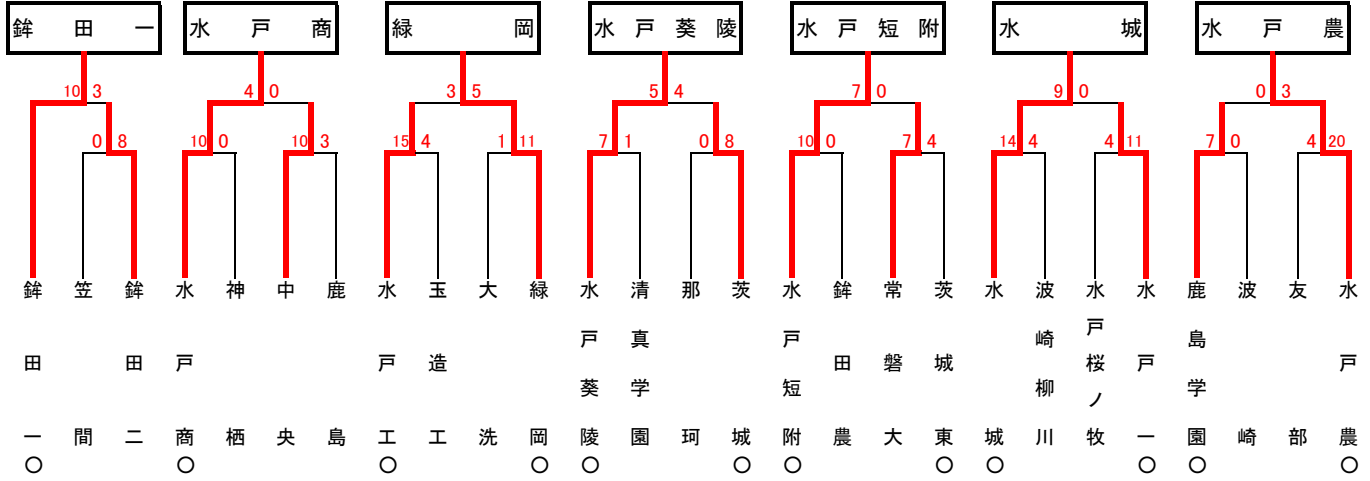 鉾田一 水戸商 緑岡 水戸葵陵 水戸短附 水城 水戸農
10 3 4 0 3 5 5 4 7 0 9 0 0 3
0 8 10 0 10 3 15 4 1 11 7 1 0 8 10 0 7 4 14 4 4 11 7 0 4 20
鉾田一
笠間
鉾田二
水戸商
神栖
中央
鹿島
水戸工
玉造工
大洗
緑岡
水戸葵陵
清真学園
那珂
茨城
水戸短附
鉾田農
常磐大
茨城東
水城
波崎柳川
水戸桜ノ牧
水戸一
鹿島学園
波崎
友部
水戸農
○ ○ ○ ○ ○ ○ ○ ○ ○ ○ ○ ○